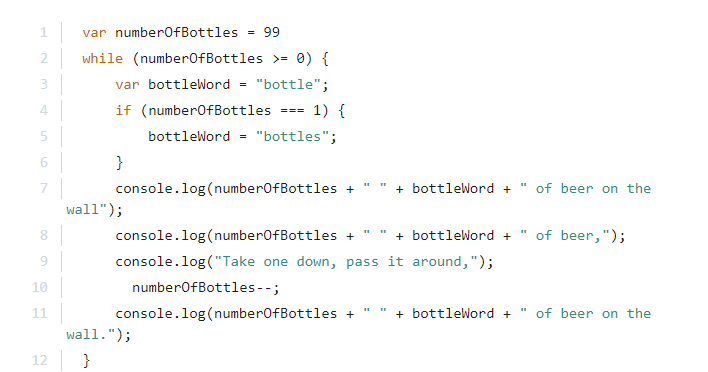 1 var numberOfBottles = 99
2 while (numberOfBottles >= 0) {
3 var bottleWord = "bottle";
4 if (numberOfBottles === 1) {
5 bottleWord = "bottles";
6 }
7 console.log(numberOfBottles + " " + bottleWord + " of beer on the
wall");
8 console.log(numberOfBottles + " " + bottleWord + " of beer,");
9 console.log("Take one down, pass it around,");
10 numberOfBottles--;
11 console.log(numberOfBottles + " " + bottleWord + " of beer on the
wall.");
12 }